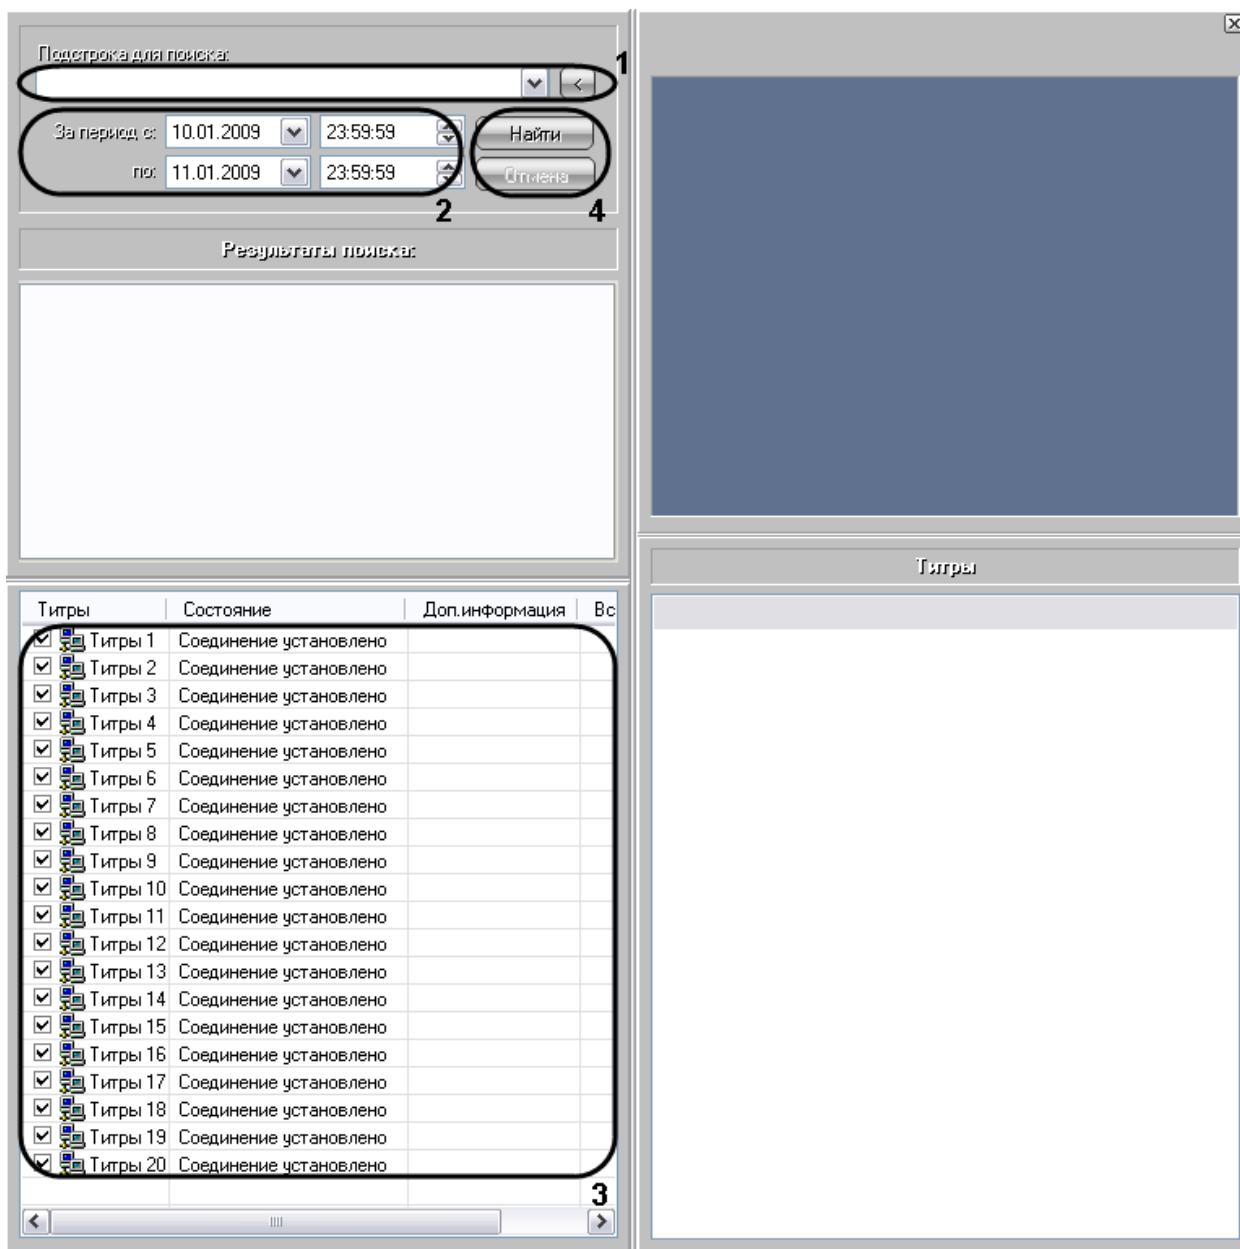 Подстрока для поиска:
1
<
За период с: 10.01.2009 23:59:59 Найти
по: 11.01.2009 23:59:59 Отмена
2 4
Результаты поиска:
Титры Состояние Доп.информация Вс
Титры 1 Соединение установлено
Титры 2 Соединение установлено
Титры 3 Соединение установлено
Титры 4 Соединение установлено
Титры 5 Соединение установлено
Титры 6 Соединение установлено
Титры 7 Соединение установлено
Титры 8 Соединение установлено
Титры 9 Соединение установлено
Титры 10 Соединение установлено
Титры 11 Соединение установлено
Титры 12 Соединение установлено
Титры 13 Соединение установлено
Титры 14 Соединение установлено
Титры 15 Соединение установлено
Титры 16 Соединение установлено
Титры 17 Соединение установлено
Титры 18 Соединение установлено
Титры 19 Соединение установлено
Титры 20 Соединение установлено
3
Титры